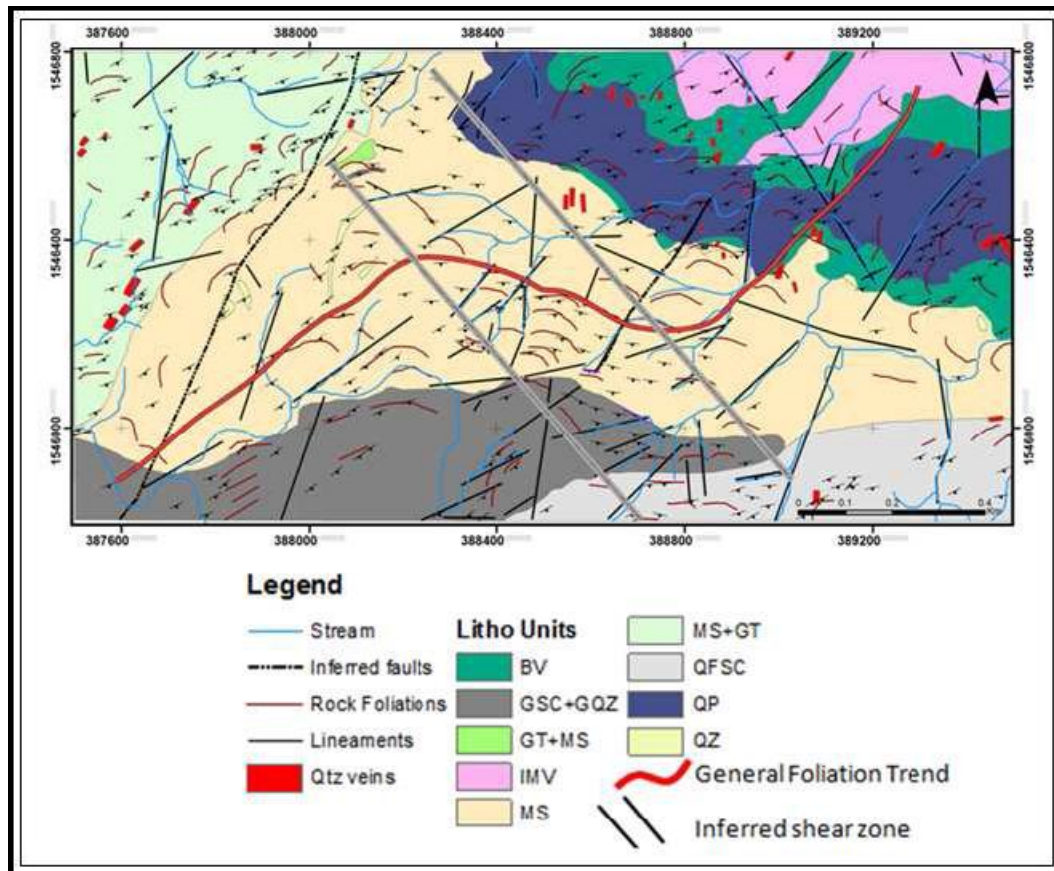 387600 388000 388400 388800 389200
1546800 1546800
N
1546400 1546400
1546000 1546000
0 0.1 0.2 0.4
387600 388000 388400 388800 389200
Legend
Stream Litho Units MS+GT
Inferred faults BV QFSC
Rock Foliations GSC+GQZ QP
Lineaments GT+MS QZ
Qtz veins IMV General Foliation Trend
MS Inferred shear zone